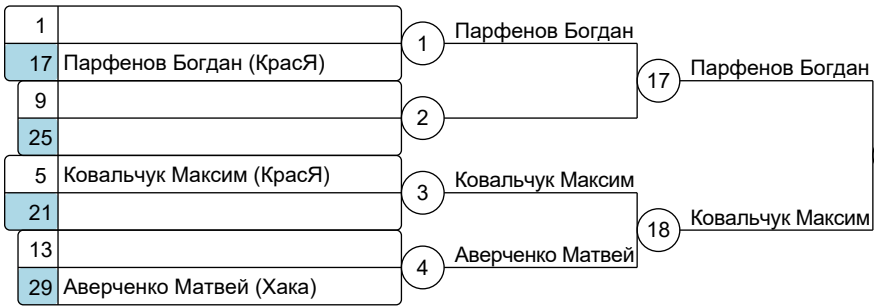 1
17 Парфенов Богдан (КрасЯ)
1 Парфенов Богдан
17 Парфенов Богдан
9
25
2
5 Ковальчук Максим (КрасЯ)
21
3 Ковальчук Максим
18 Ковальчук Максим
13
29 Аверченко Матвей (Хака)
4 Аверченко Матвей